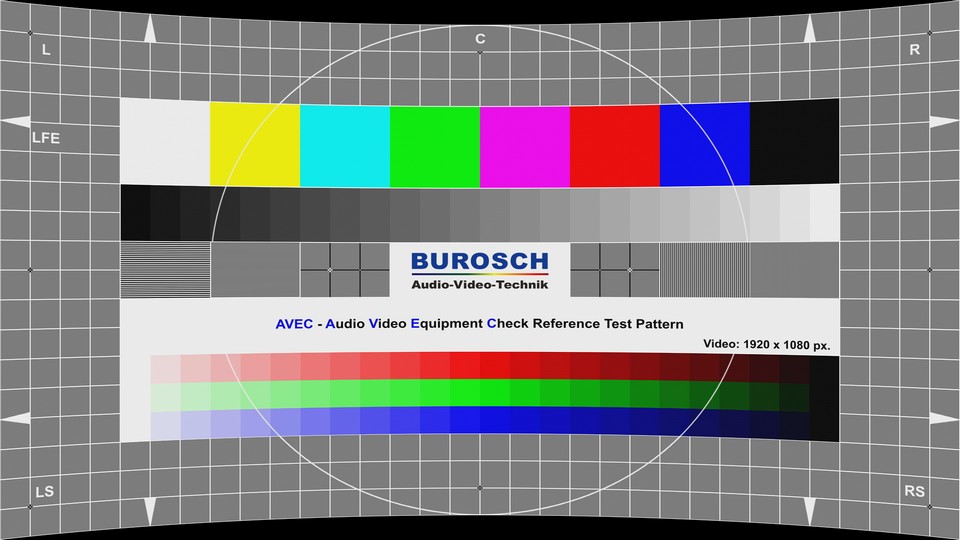 C
L
R
LFE
BUROSCH
Audio-Video-Technik
AVEC - Audio Video Equipment Check Reference Test Pattern
Video: 1920 x 1080 px.
LS
RS